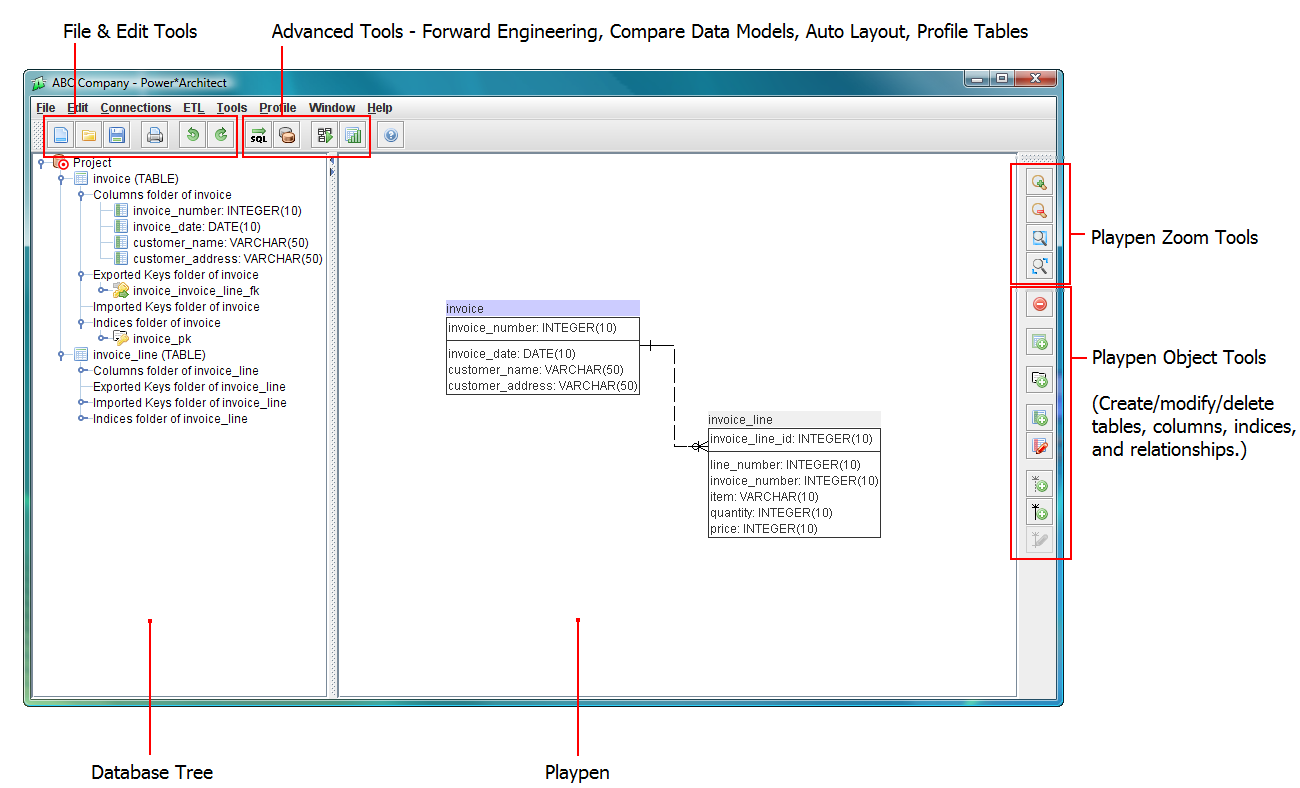 File & Edit Tools
Advanced Tools - Forward Engineering, Compare Data Models, Auto Layout, Profile Tables
ABC Company - Power*Architect
File Edit Connections ETL Tools Profile Window Help
SQL
Project
invoice (TABLE)
Columns folder of invoice
invoice_number: INTEGER(10)
invoice_date: DATE(10)
customer_name: VARCHAR(50)
customer_address: VARCHAR(50)
Exported Keys folder of invoice
invoice_invoice_line_fk
Imported Keys folder of invoice
Indices folder of invoice
invoice_pk
invoice_line (TABLE)
Columns folder of invoice_line
Exported Keys folder of invoice_line
Imported Keys folder of invoice_line
Indices folder of invoice_line
invoice
invoice_number: INTEGER(10)
invoice_date: DATE(10)
customer_name: VARCHAR(50)
customer_address: VARCHAR(50)
invoice_line
invoice_line_id: INTEGER(10)
line_number: INTEGER(10)
invoice_number: INTEGER(10)
item: VARCHAR(10)
quantity: INTEGER(10)
price: INTEGER(10)
Playpen Zoom Tools
Playpen Object Tools
(Create/modify/delete
tables, columns, indices,
and relationships.)
Database Tree
Playpen